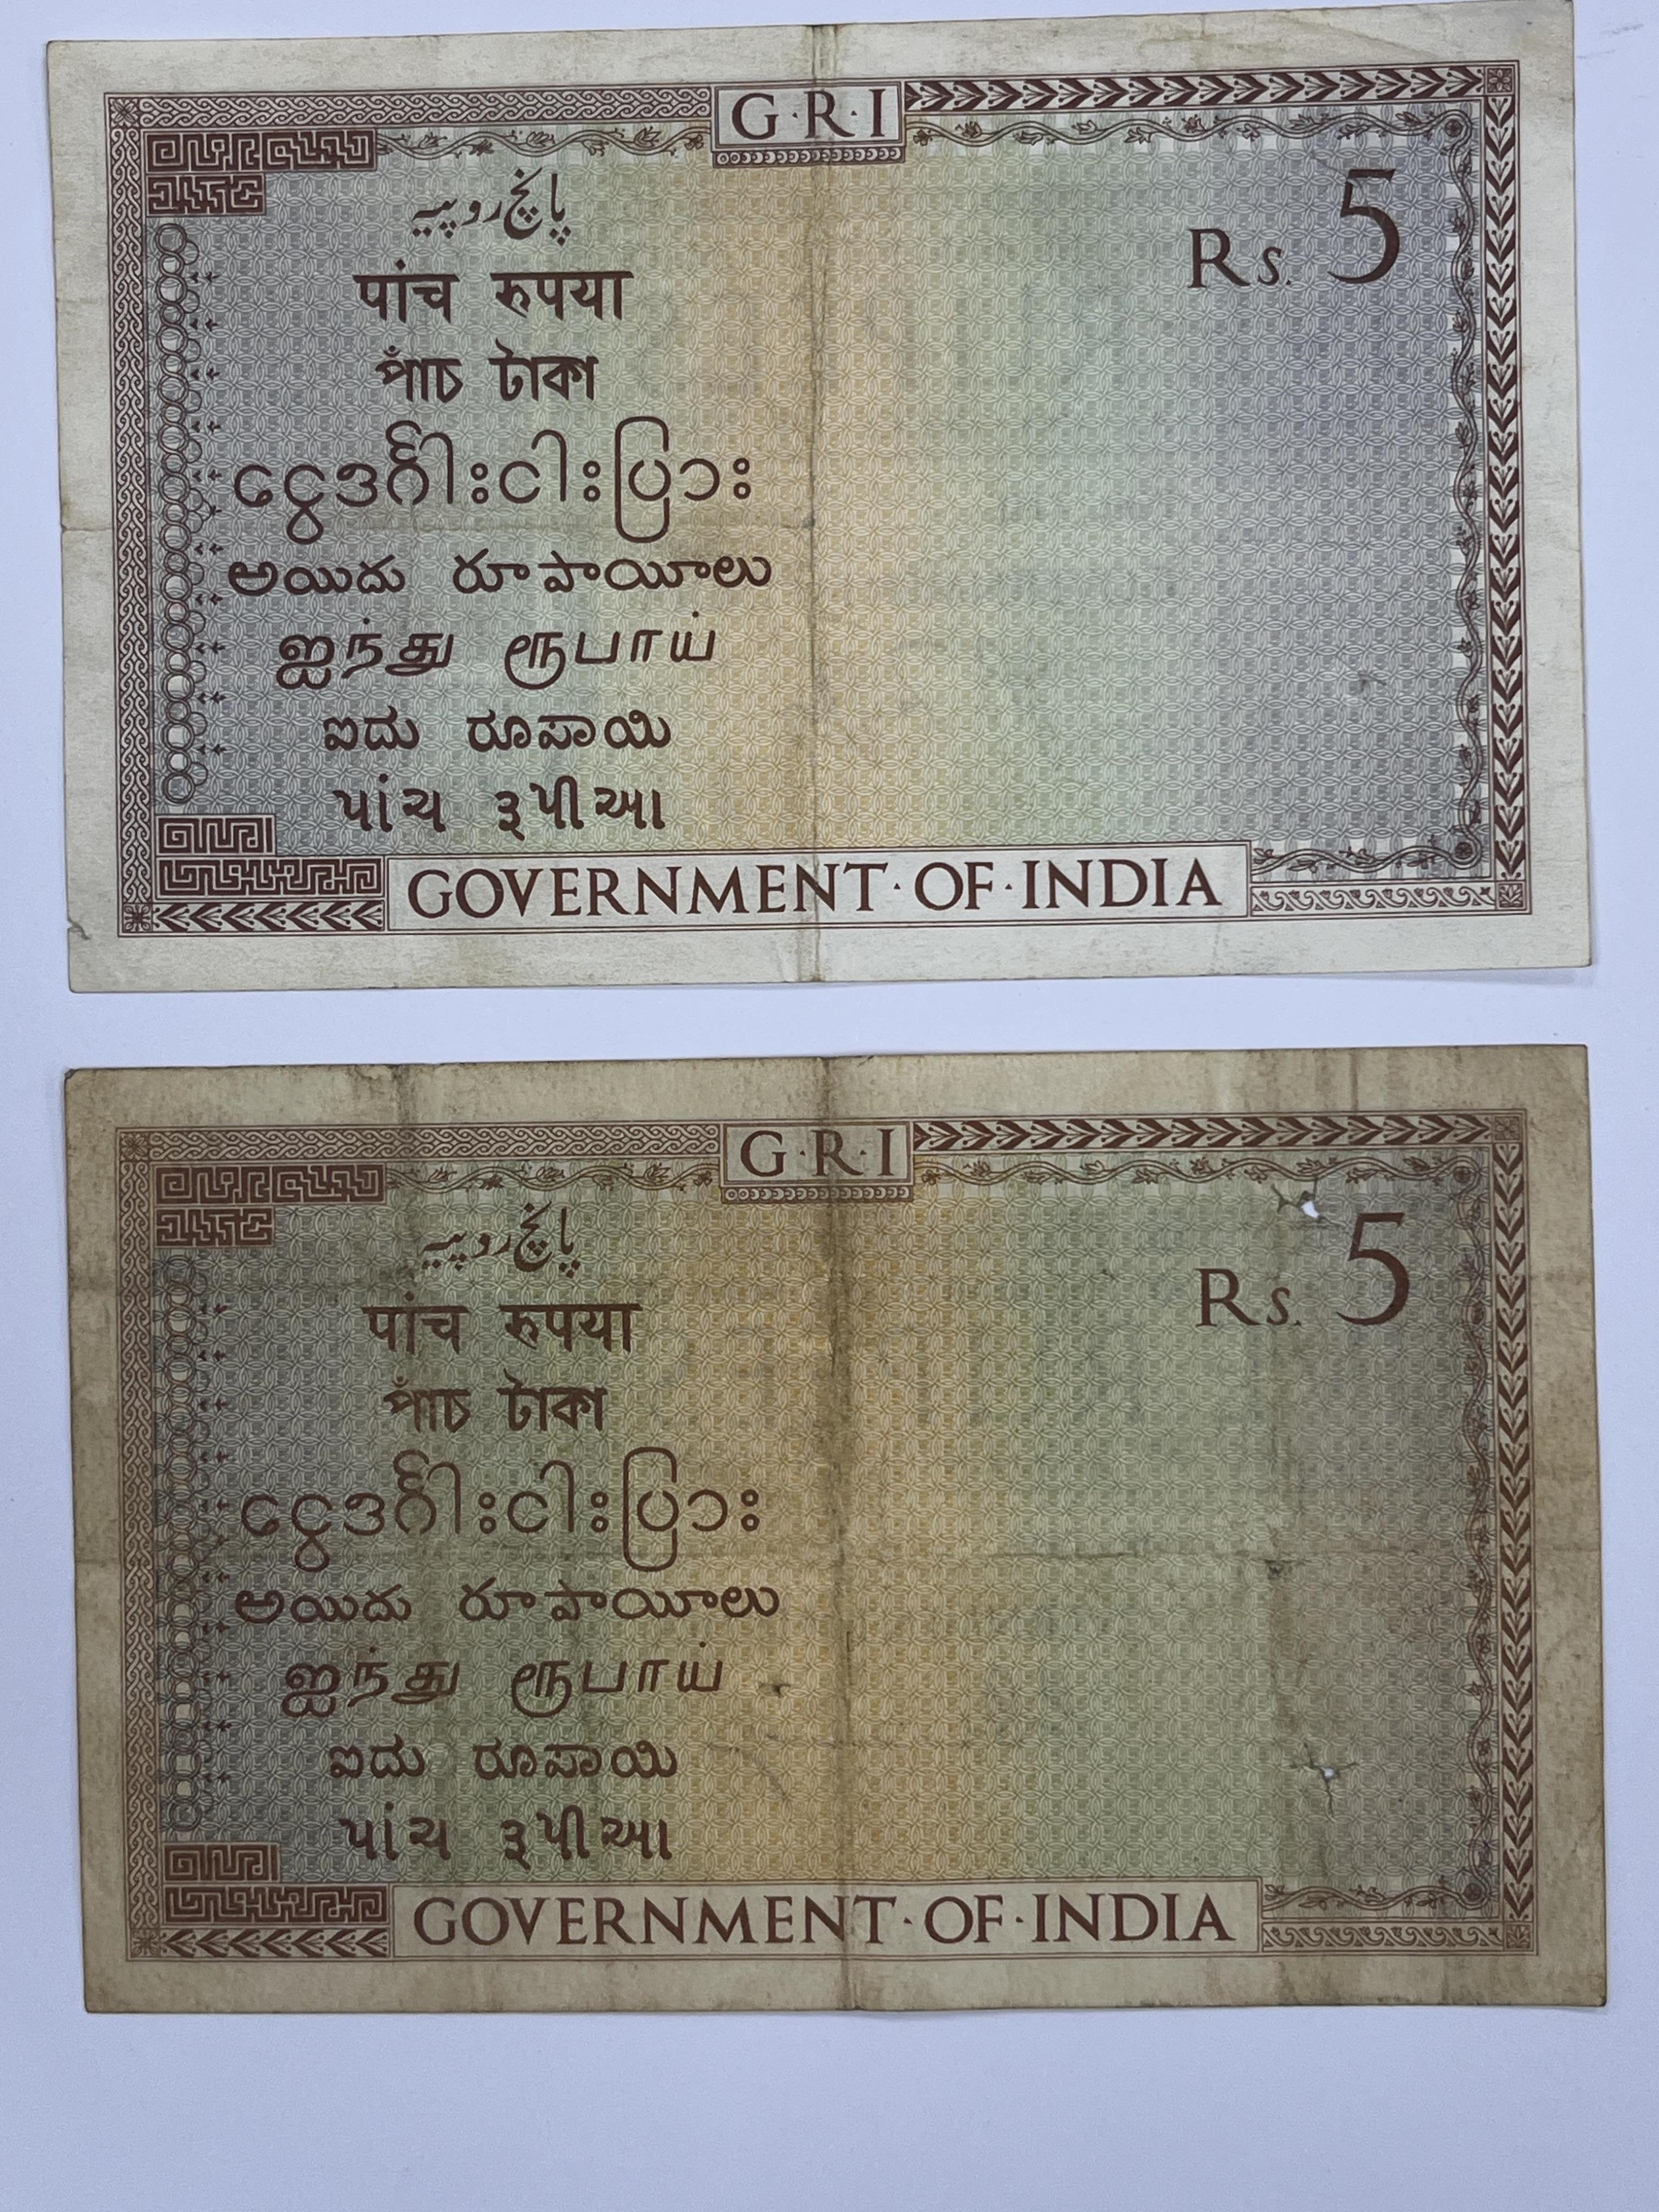 G·R·I
پانچ روپیہ
Rs. 5
पांच रुपया
পাঁচ টাকা
ငွေဒင်္ဂါးငါးပြား
అయిదు రూపాయీలు
ஐந்து ரூபாய்
ಐದು ರೂಪಾಯಿ
પાંચ રૂપીઆ
GOVERNMENT·OF·INDIA
G·R·I
پانچ روپیہ
Rs. 5
पांच रुपया
পাঁচ টাকা
ငွေဒင်္ဂါးငါးပြား
అయిదు రూపాయీలు
ஐந்து ரூபாய்
ಐದು ರೂಪಾಯಿ
પાંચ રૂપીઆ
GOVERNMENT·OF·INDIA